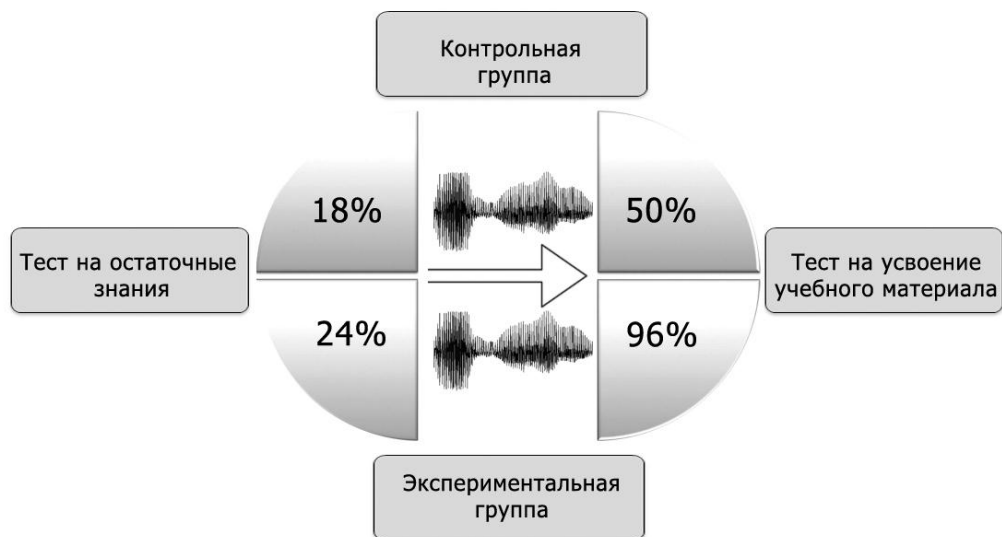 Контрольная
группа
18%
50%
Тест на остаточные
знания
Тест на усвоение
учебного материала
24%
96%
Экспериментальная
группа